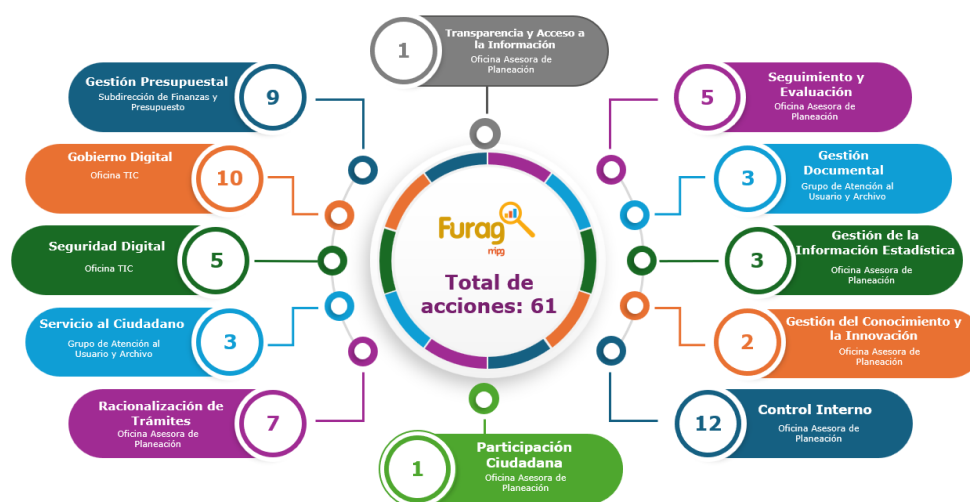 1
Transparencia y Acceso a
la Información
Oficina Asesora de
Planeación
Gestión Presupuestal
Subdirección de Finanzas y
Presupuesto
9
Gobierno Digital
Oficina TIC
10
Seguridad Digital
Oficina TIC
5
Servicio al Ciudadano
Grupo de Atención al
Usuario y Archivo
3
Racionalización de
Trámites
Oficina Asesora de
Planeación
7
Furag
mipg
Total de
acciones: 61
5
Seguimiento y
Evaluación
Oficina Asesora de
Planeación
3
Gestión
Documental
Grupo de Atención al
Usuario y Archivo
3
Gestión de la
Información Estadística
Oficina Asesora de
Planeación
2
Gestión del Conocimiento y
la Innovación
Oficina Asesora de
Planeación
12
Control Interno
Oficina Asesora de
Planeación
1
Participación
Ciudadana
Oficina Asesora de
Planeación